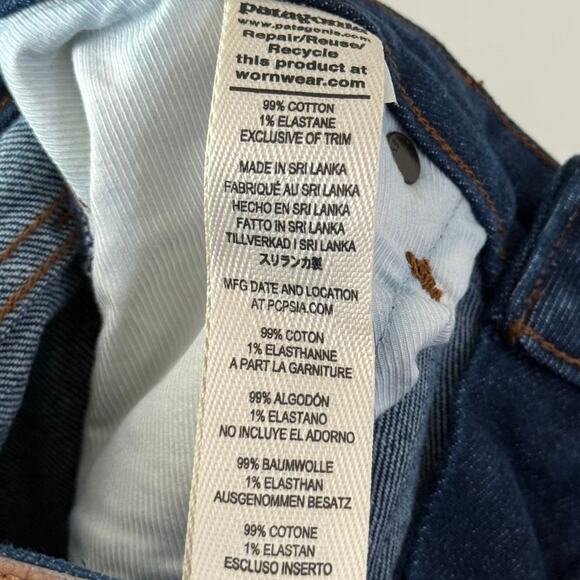 patagonia
www.patagonia.com
Repair/Reuse/
Recycle
this product at
wornwear.com
99% COTTON
1% ELASTANE
EXCLUSIVE OF TRIM
MADE IN SRI LANKA
FABRIQUÉ AU SRI LANKA
HECHO EN SRI LANKA
FATTO IN SRI LANKA
TILLVERKAD I SRI LANKA
スリランカ製
MFG DATE AND LOCATION
AT PCPSIA.COM
99% COTON
1% ELASTHANNE
A PART LA GARNITURE
99% ALGODÓN
1% ELASTANO
NO INCLUYE EL ADORNO
99% BAUMWOLLE
1% ELASTHAN
AUSGENOMMEN BESATZ
99% COTONE
1% ELASTAN
ESCLUSO INSERTO